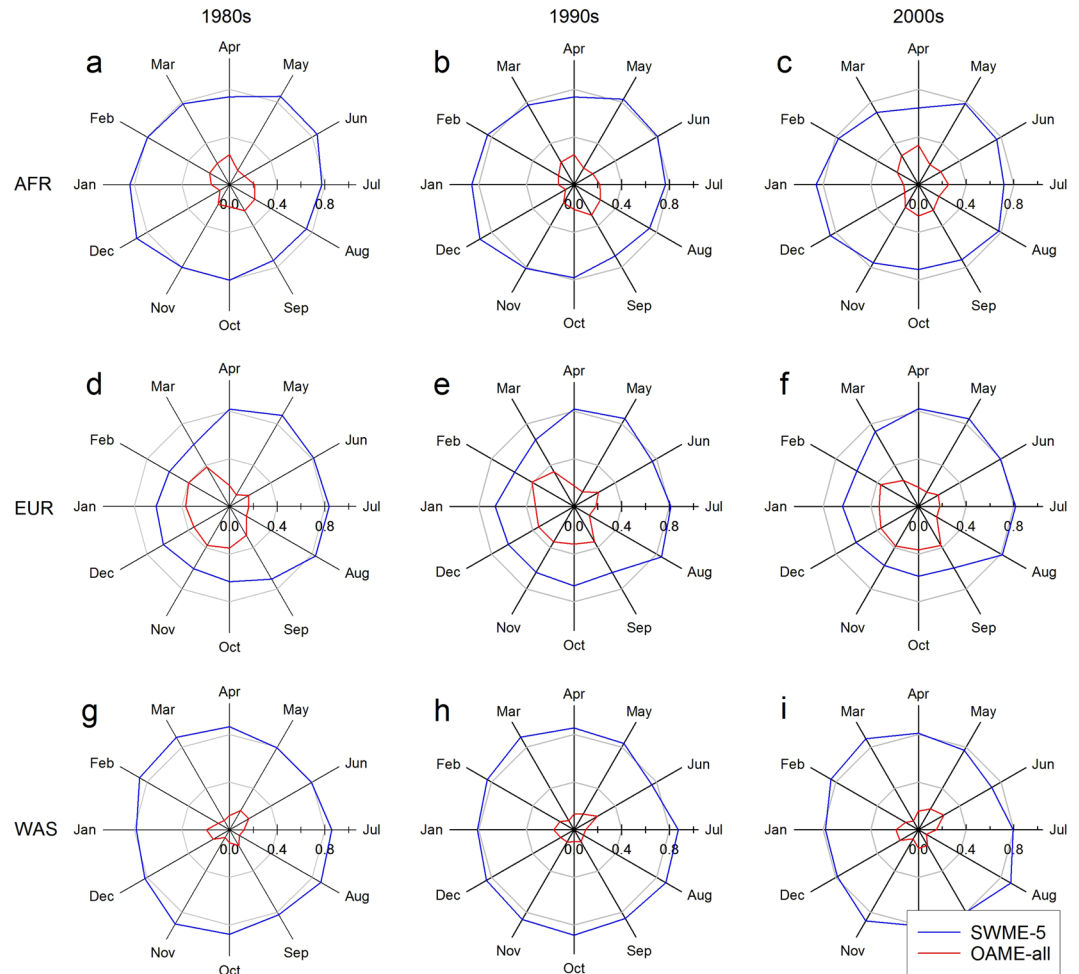 1980s 1990s 2000s
a b c
Apr Apr Apr
Mar May Mar May Mar May
Feb Jun Feb Jun Feb Jun
AFR Jan Jul Jan Jul Jan Jul
0.0 0.4 0.8 0.0 0.4 0.8 0.0 0.4 0.8
Dec Aug Dec Aug Dec Aug
Nov Sep Nov Sep Nov Sep
Oct Oct Oct
d e f
Apr Apr Apr
Mar May Mar May Mar May
Feb Jun Feb Jun Feb Jun
EUR Jan Jul Jan Jul Jan Jul
0.0 0.4 0.8 0.0 0.4 0.8 0.0 0.4 0.8
Dec Aug Dec Aug Dec Aug
Nov Sep Nov Sep Nov Sep
Oct Oct Oct
g h i
Apr Apr Apr
Mar May Mar May Mar May
Feb Jun Feb Jun Feb Jun
WAS Jan Jul Jan Jul Jan Jul
0.0 0.4 0.8 0.0 0.4 0.8 0.0 0.4 0.8
Dec Aug Dec Aug Dec Aug
Nov Sep Nov Sep Nov
Oct Oct
SWME-5
OAME-all